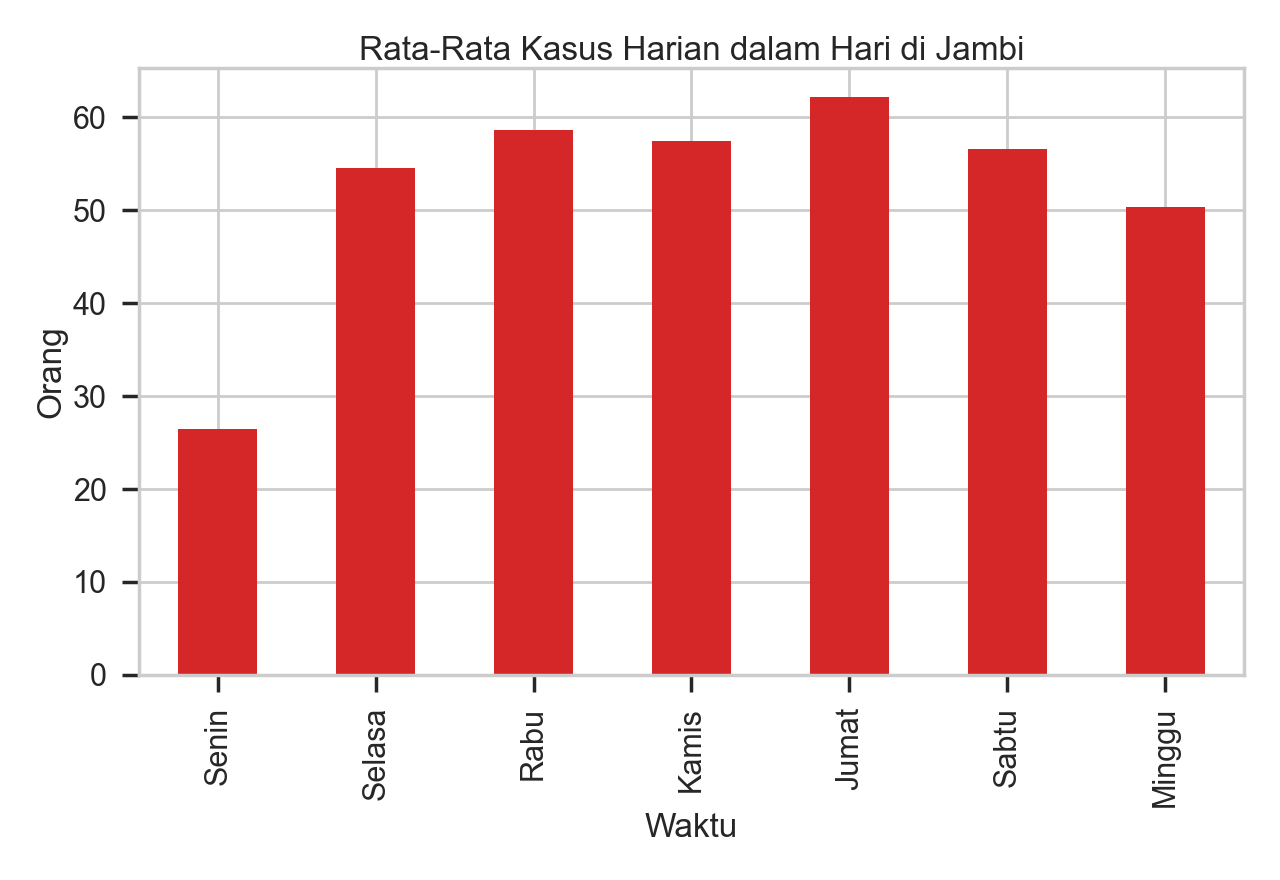 Rata-Rata Kasus Harian dalam Hari di Jambi
Orang
60
50
40
30
20
10
0
Senin
Selasa
Rabu
Kamis
Jumat
Sabtu
Minggu
Waktu